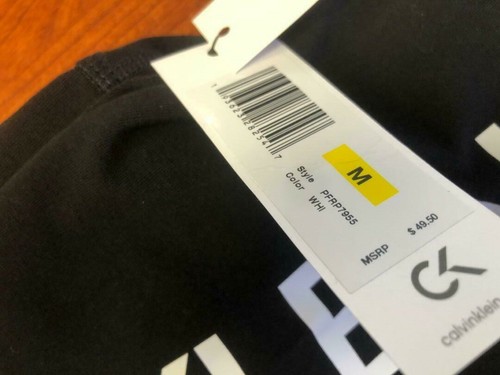 M
Style PFRP7955
Color WHI
MSRP $ 49.50
CK
calvinklein